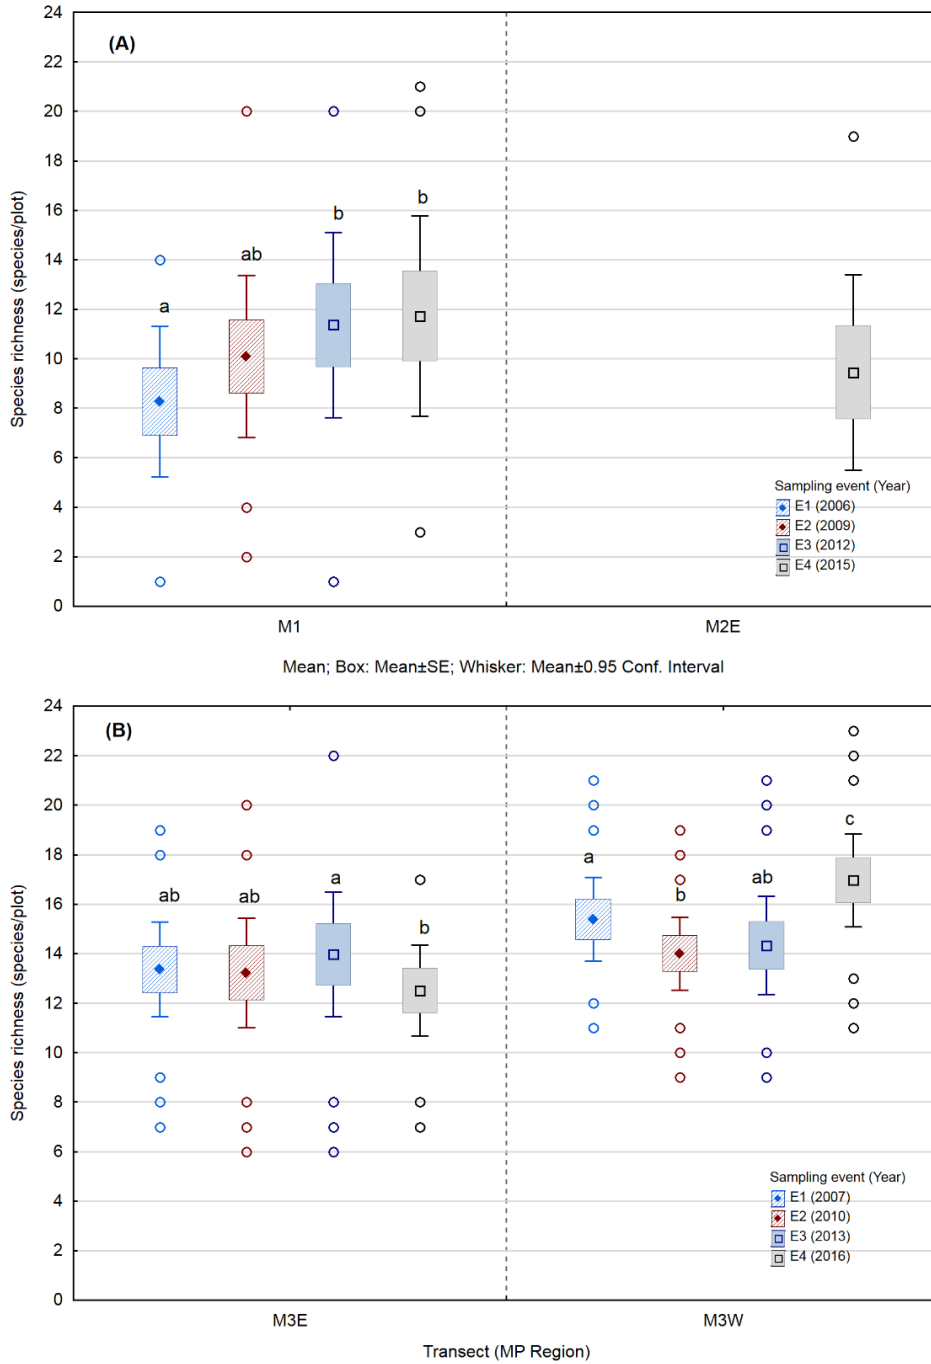 24
22
20
18
16
14
12
10
8
6
4
2
0
Species richness (species/plot)
(A)
a
ab
b
b
Sampling event (Year)
E1 (2006)
E2 (2009)
E3 (2012)
E4 (2015)
M1 M2E
Mean; Box: Mean±SE; Whisker: Mean±0.95 Conf. Interval
24
22
20
18
16
14
12
10
8
6
4
2
0
Species richness (species/plot)
(B)
ab
ab
a
b
a
b
ab
c
Sampling event (Year)
E1 (2007)
E2 (2010)
E3 (2013)
E4 (2016)
M3E M3W
Transect (MP Region)